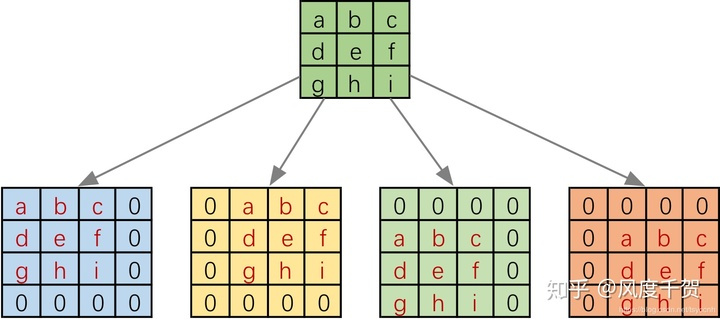 a b c
d e f
g h i
a b c 0
d e f 0
g h i 0
0 0 0 0
0 a b c
0 d e f
0 g h i
0 0 0 0
0 0 0 0
a b c 0
d e f 0
g h i 0
0 0 0 0
0 a b c
0 d e f
0 g h i
知乎 @风度千贺